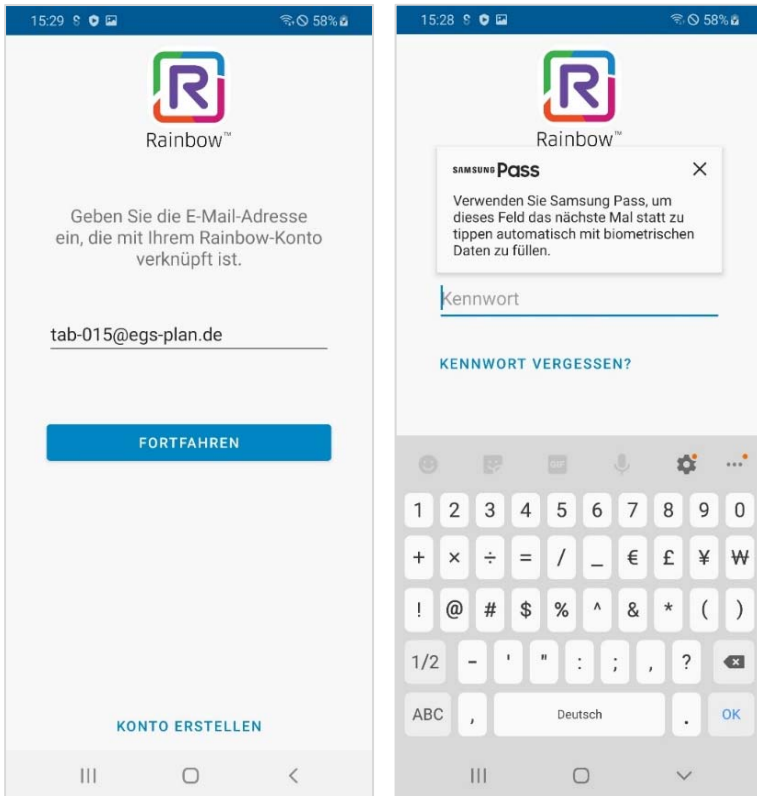 15:29 58%
R
Rainbow™
Geben Sie die E-Mail-Adresse
ein, die mit Ihrem Rainbow-Konto
verknüpft ist.
tab-015@egs-plan.de
FORTFAHREN
KONTO ERSTELLEN
15:28 58%
R
Rainbow™
SAMSUNG Pass
Verwenden Sie Samsung Pass, um
dieses Feld das nächste Mal statt zu
tippen automatisch mit biometrischen
Daten zu füllen.
Kennwort
KENNWORT VERGESSEN?
GIF
1 2 3 4 5 6 7 8 9 0
+ × ÷ = / _ € £ ¥ ₩
! @ # $ % ^ & * ( )
1/2 - ' " : ; , ?
ABC , Deutsch . OK